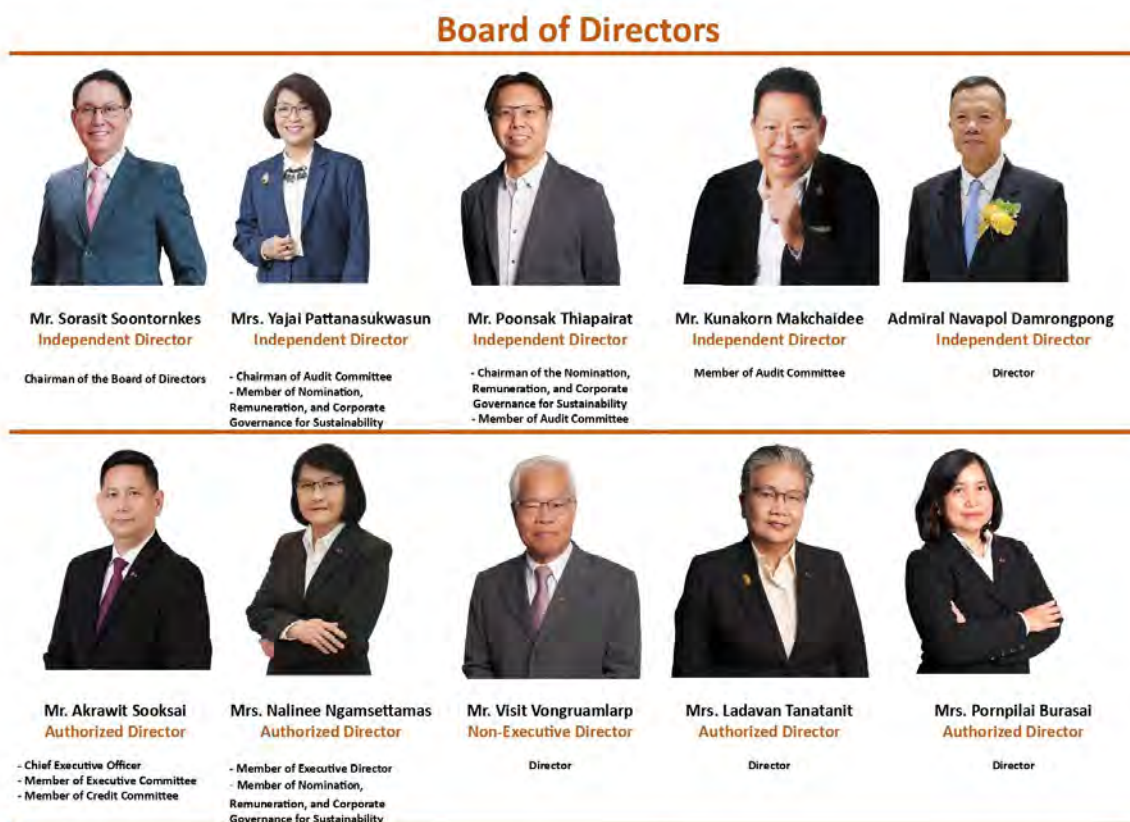 Board of Directors
Mr. Sorasit Soontornkes
Independent Director
Chairman of the Board of Directors
Mrs. Yajai Pattanasukwasun
Independent Director
- Chairman of Audit Committee
- Member of Nomination,
Remuneration, and Corporate
Governance for Sustainability
Mr. Poonsak Thiapairat
Independent Director
- Chairman of the Nomination,
Remuneration, and Corporate
Governance for Sustainability
- Member of Audit Committee
Mr. Kunakorn Makchaidee
Independent Director
Member of Audit Committee
Admiral Navapol Damrongpong
Independent Director
Director
Mr. Akrawit Sooksai
Authorized Director
- Chief Executive Officer
- Member of Executive Committee
- Member of Credit Committee
Mrs. Nalinee Ngamsettamas
Authorized Director
- Member of Executive Director
- Member of Nomination,
Remuneration, and Corporate
Governance for Sustainability
Mr. Visit Vongruamlarp
Non-Executive Director
Director
Mrs. Ladavan Tanatanit
Authorized Director
Director
Mrs. Pornpilai Burasai
Authorized Director
Director